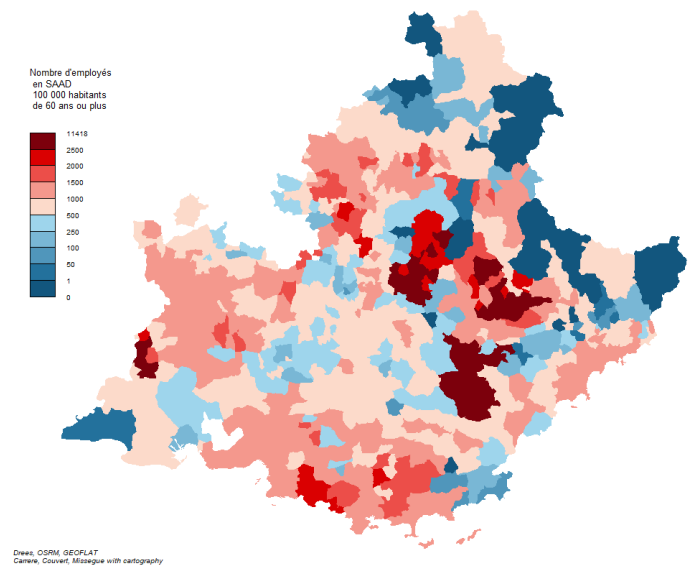 Nombre d'employés
en SAAD
100 000 habitants
de 60 ans ou plus
11418
2500
2000
1500
1000
500
250
100
50
1
0
Drees, OSRM, GEOFLAT
Carrere, Couvert, Missegue with cartography